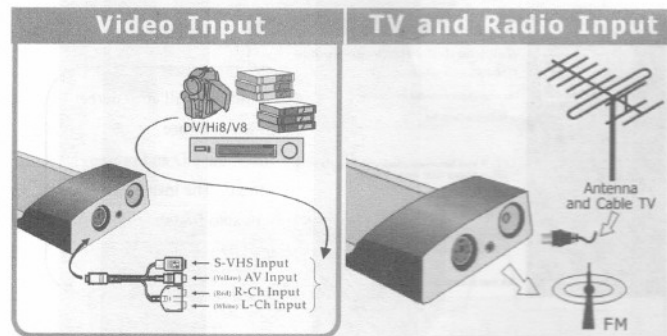 Video Input
DV/Hi8/V8
S-VHS Input
(Yellow) AV Input
(Red) R-Ch Input
(White) L-Ch Input
TV and Radio Input
Antenna
and Cable TV
FM